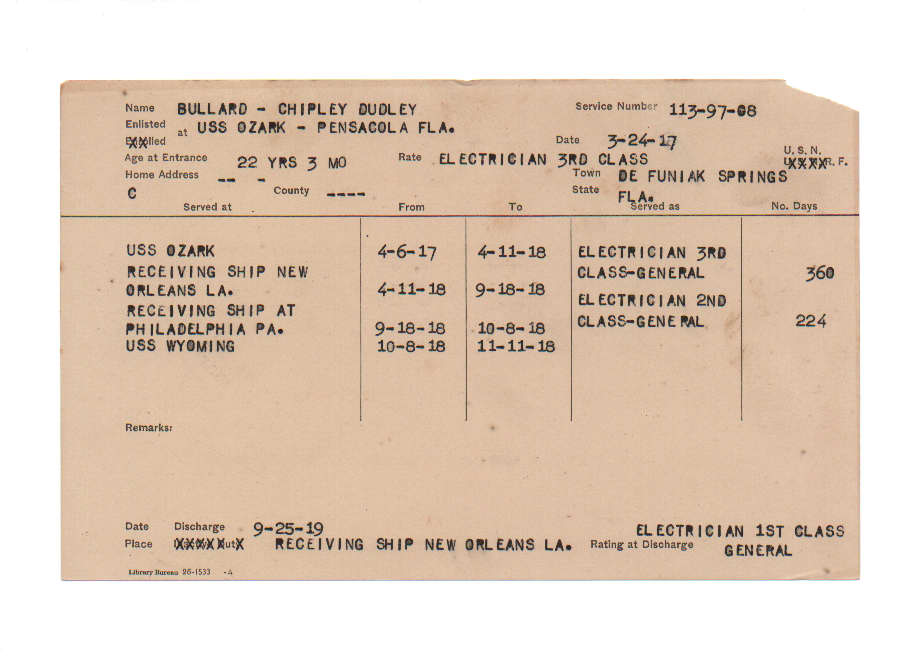 Name BULLARD - CHIPLEY DUDLEY Service Number 113-97-08
Enlisted at USS OZARK - PENSACOLA FLA.
Date 3-24-17
Age at Entrance 22 YRS 3 MO Rate ELECTRICIAN 3RD CLASS U. S. N.
R. F.
Home Address -- - Town DE FUNIAK SPRINGS
C County ---- State FLA.
Served at From To Served as No. Days
USS OZARK 4-6-17 4-11-18 ELECTRICIAN 3RD
RECEIVING SHIP NEW CLASS-GENERAL 360
ORLEANS LA. 4-11-18 9-18-18 ELECTRICIAN 2ND
RECEIVING SHIP AT CLASS-GENERAL 224
PHILADELPHIA PA. 9-18-18 10-8-18
USS WYOMING 10-8-18 11-11-18
Remarks:
Date Discharge 9-25-19 ELECTRICIAN 1ST CLASS
Place RECEIVING SHIP NEW ORLEANS LA. Rating at Discharge GENERAL
Library Bureau 26-1533 -A